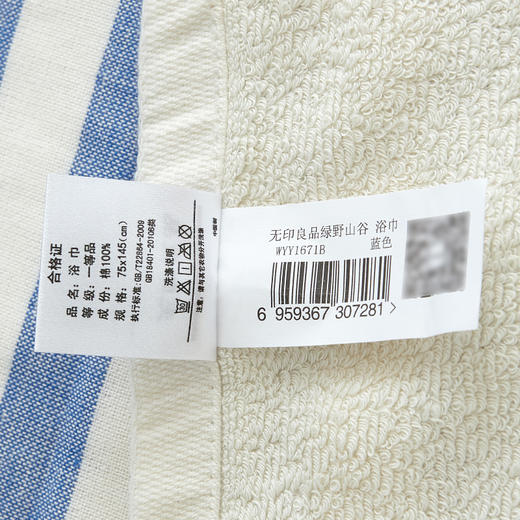 合格证
品名：浴巾
等级：一等品
成份：棉100%
规格：75x145(cm)
执行标准:GB/T22864-2009
GB18401-2010B类
洗涤说明
注意：请与其它衣物分开洗涤
中国制
无印良品绿野山谷 浴巾
WYY1671B 蓝色
6 959367 307281 >